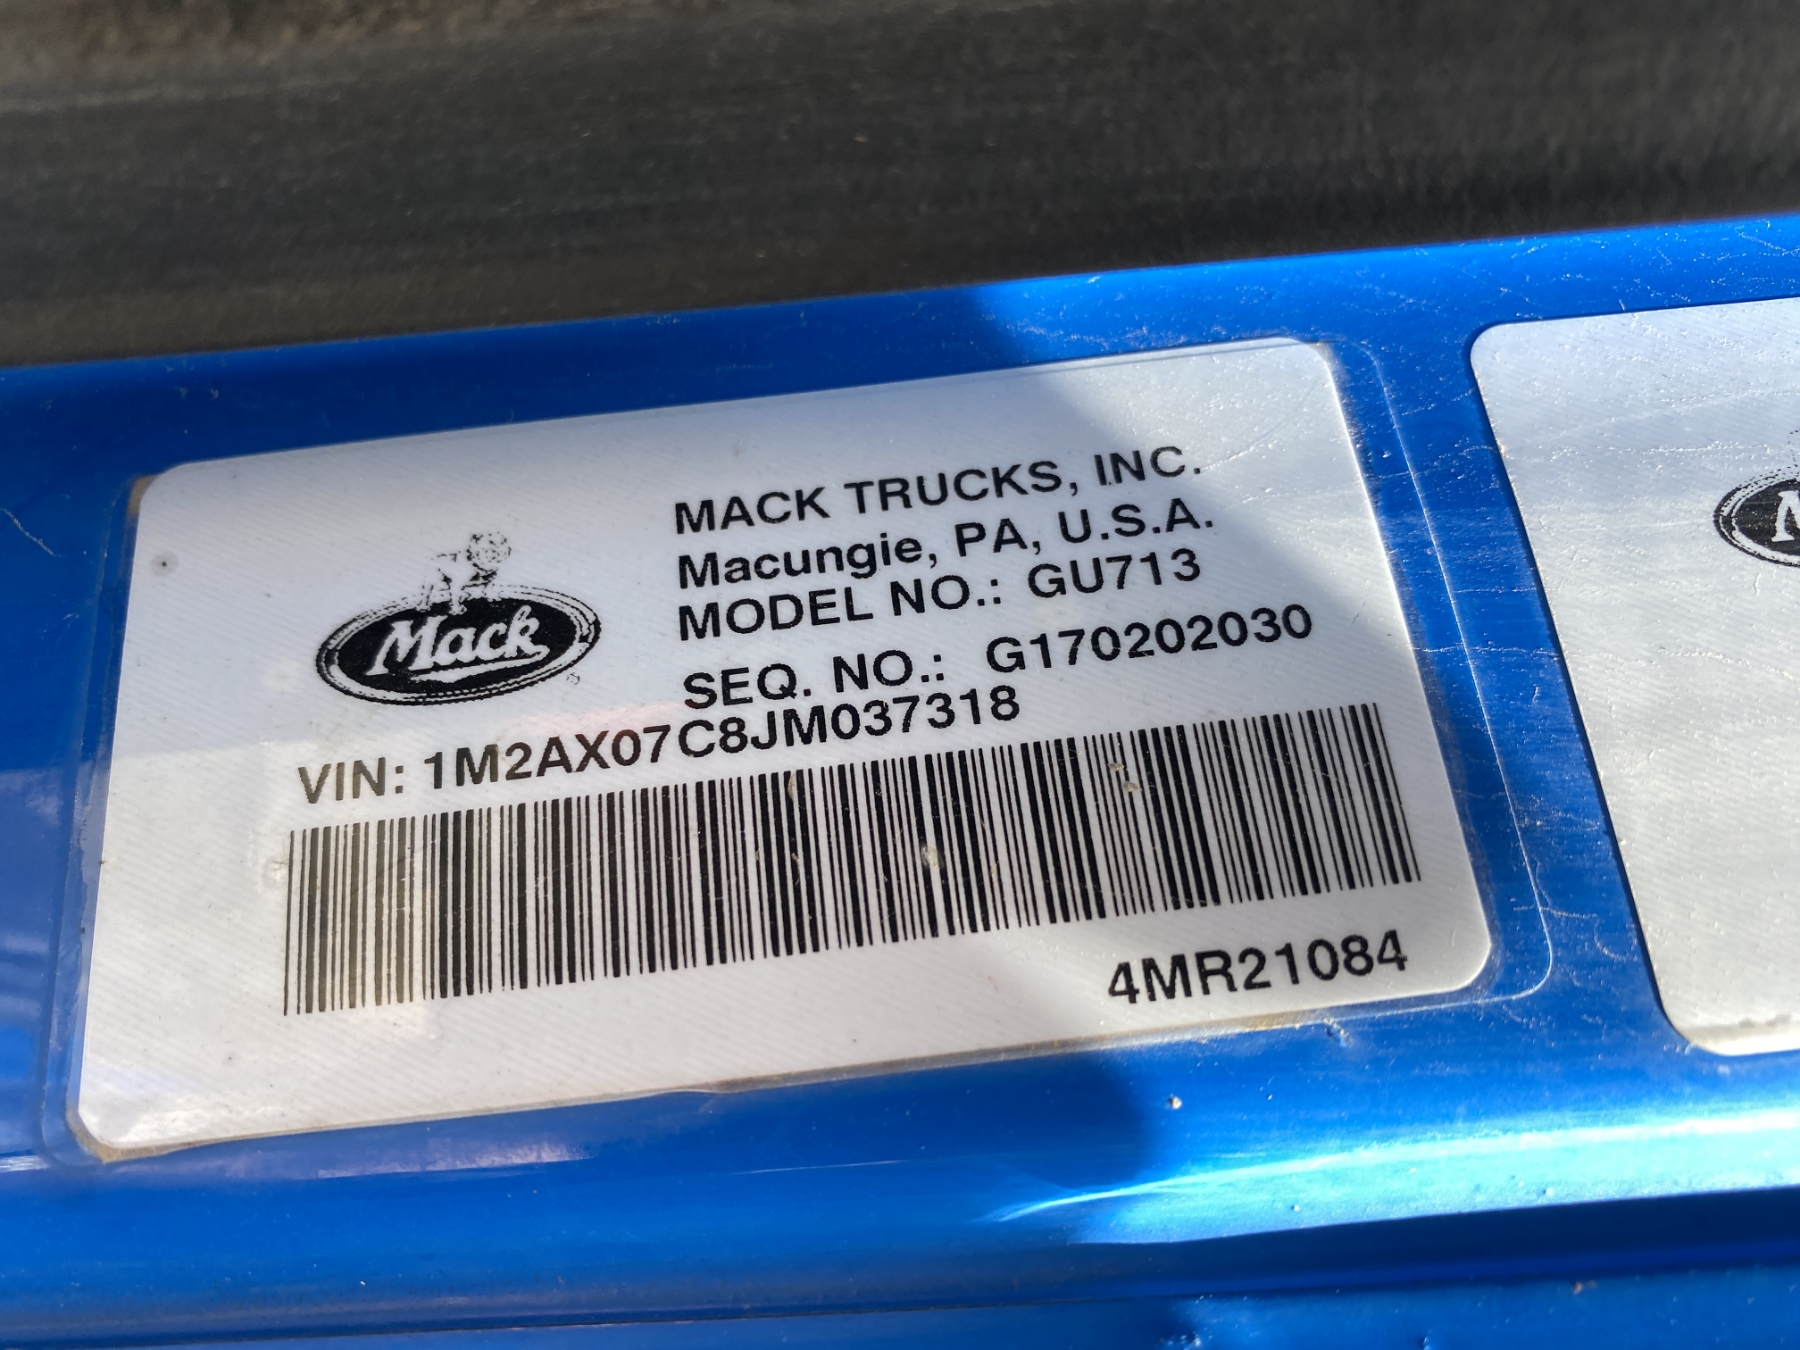 MACK TRUCKS, INC.
Macungie, PA, U.S.A.
MODEL NO.: GU713
SEQ. NO.: G170202030
Mack
®
VIN: 1M2AX07C8JM037318
4MR21084